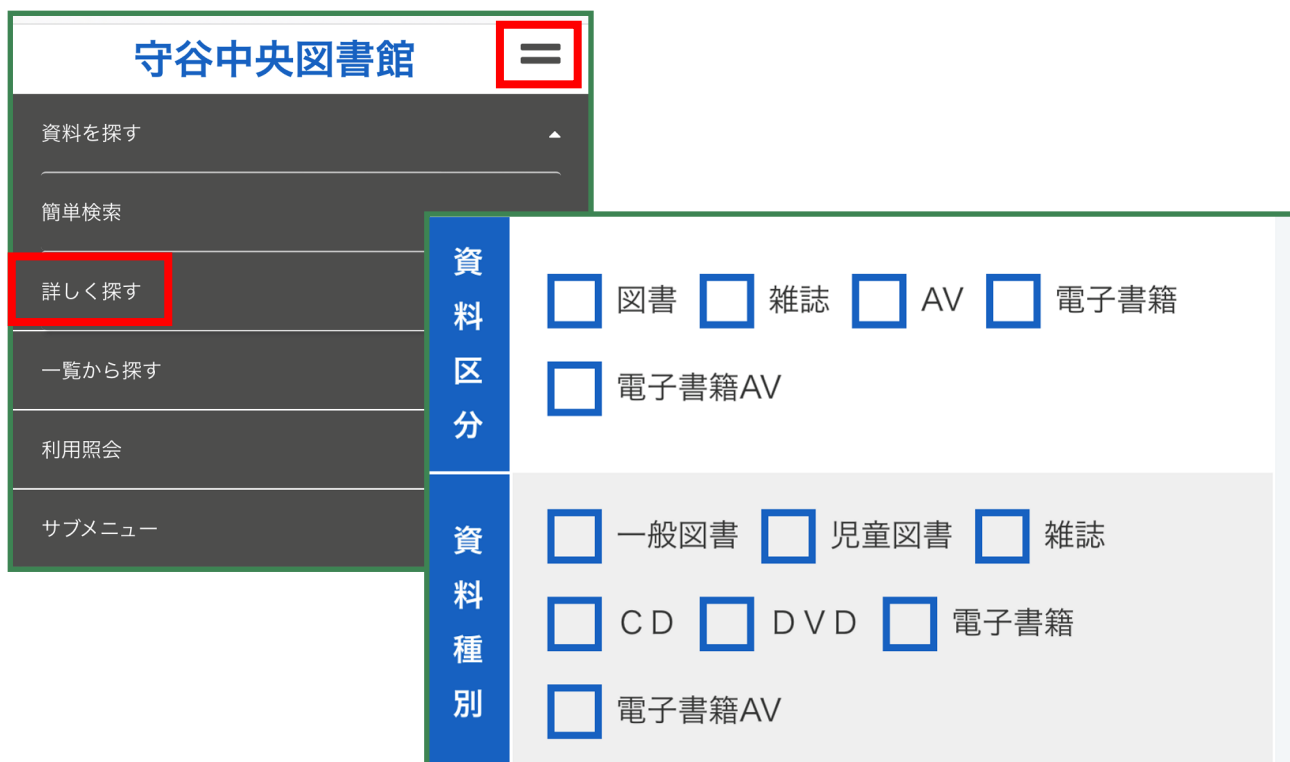 守谷中央図書館
資料を探す
簡単検索
詳しく探す
一覧から探す
利用照会
サブメニュー
資料区分
図書 雑誌 AV 電子書籍
電子書籍AV
資料種別
一般図書 児童図書 雑誌
ＣＤ ＤＶＤ 電子書籍
電子書籍AV